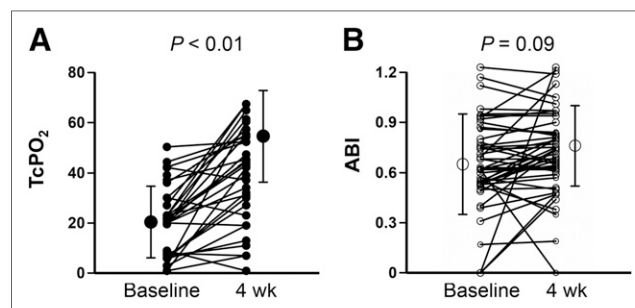 A
P < 0.01
TcPO2
80
60
40
20
0
Baseline 4 wk
B
P = 0.09
ABI
1.2
0.9
0.6
0.3
0
Baseline 4 wk